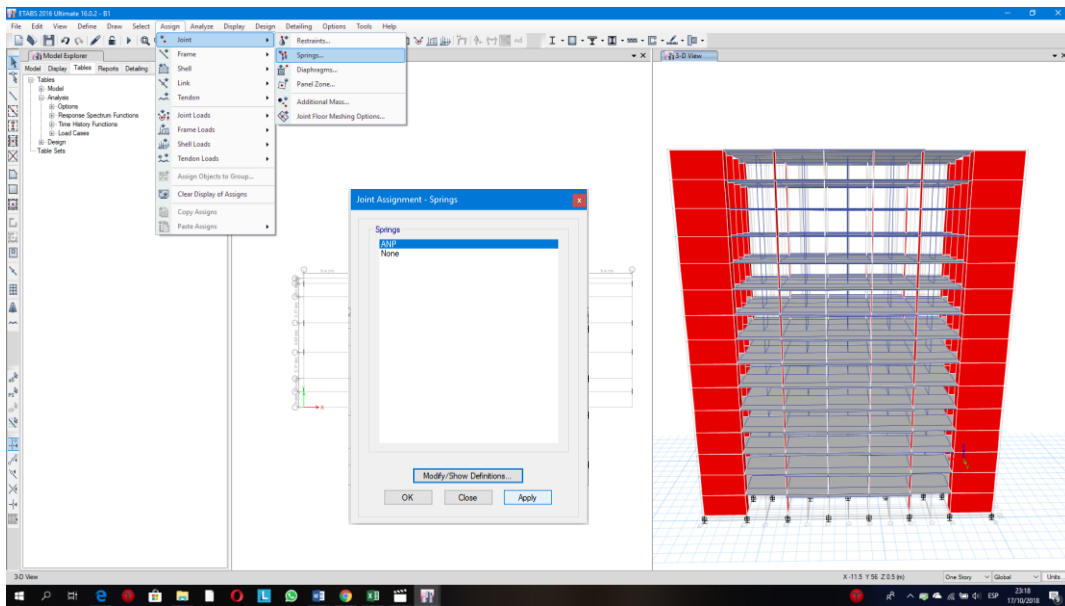 ETABS 2016 Ultimate 16.0.2 - B1
File Edit View Define Draw Select Assign Analyze Display Design Detailing Options Tools Help
Model Explorer
Model Display Tables Reports Detailing
Tables
Model
Analysis
Options
Response Spectrum Functions
Time History Functions
Load Cases
Design
Table Sets
Joint
Frame
Shell
Link
Tendon
Joint Loads
Frame Loads
Shell Loads
Tendon Loads
Assign Objects to Group...
Clear Display of Assigns
Copy Assigns
Paste Assigns
Restraints...
Springs...
Diaphragms...
Panel Zone...
Additional Mass...
Joint Floor Meshing Options...
3-D View
Joint Assignment - Springs
Springs
ANP
None
Modify/Show Definitions...
OK Close Apply
X
3-D View
X -11.5 Y 56 Z 0.5 (m)
One Story
Global
Units
ESP
23:18
17/10/2018